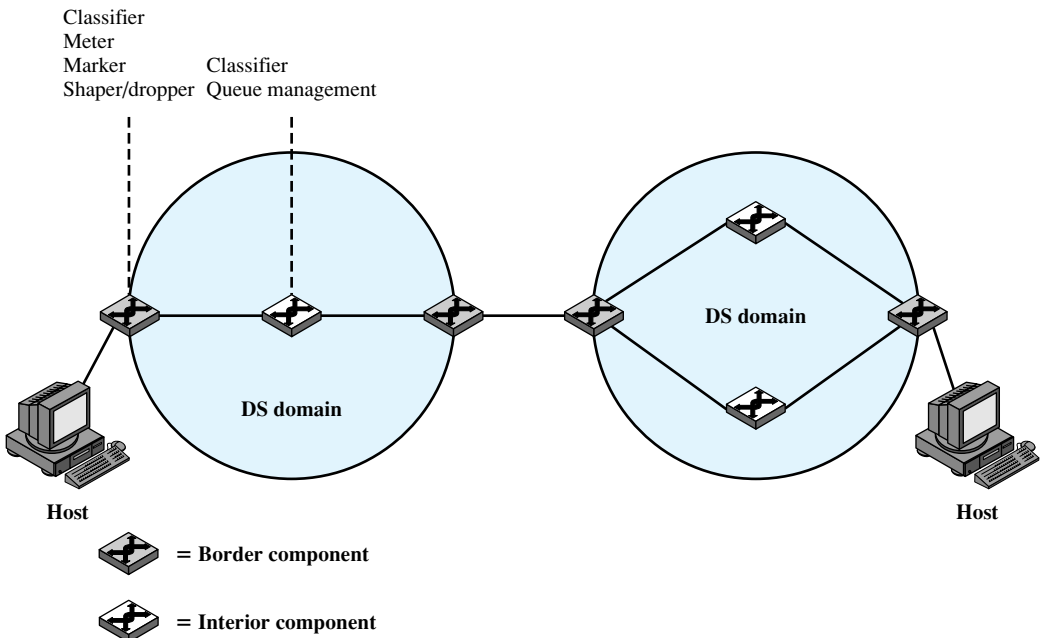 Classifier
Meter
Marker
Shaper/dropper
Classifier
Queue management
DS domain
DS domain
Host
Host
= Border component
= Interior component